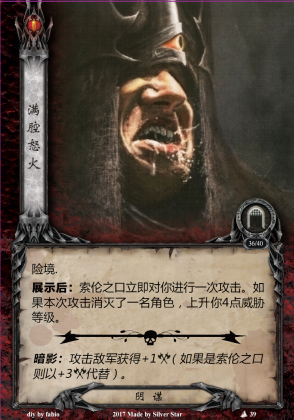 满腔怒火
36/40
险境.
展示后：索伦之口立即对你进行一次攻击。如
果本次攻击消灭了一名角色，上升你4点威胁
等级。
暗影：攻击敌军获得+1（如果是索伦之口
则以+3代替）。
阴谋
diy by fabio
2017 Made by Silver Star
39